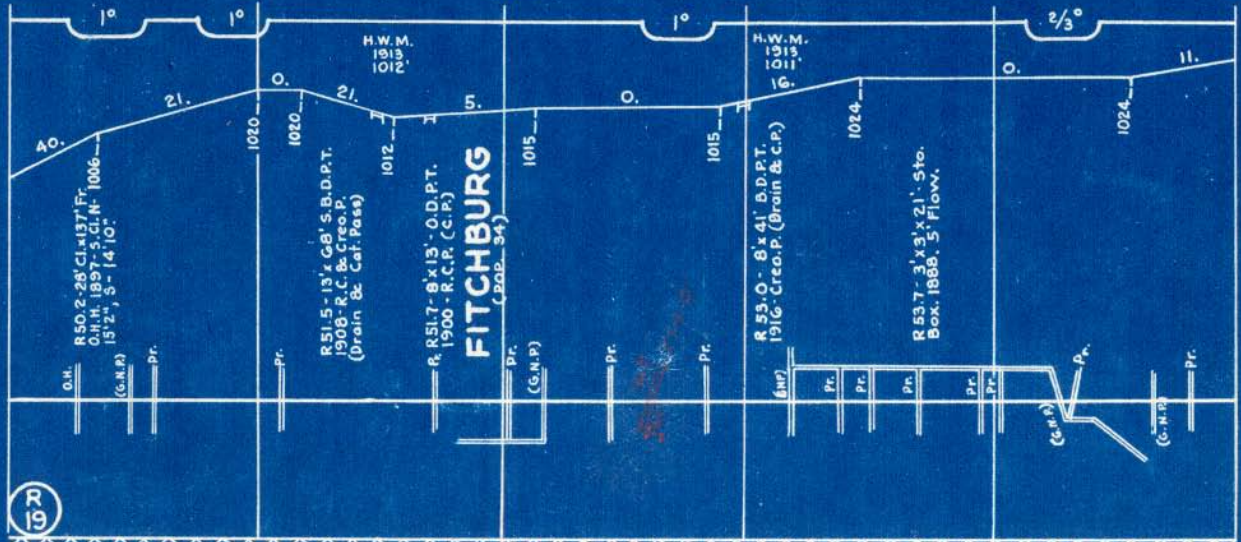 1° 1° 1° 2/3°
H.W.M.
1913
1012'
H.W.M.
1913
1011'
40. 21. 0. 21. 5. 0. 16. 0. 11.
1006
1020
1020
1012
1015
1015
1024
1024
R50.2-28' Cl.x137' Fr.
O.H.H. 1897-S.Cl.N-
15'2", S-14'10"
R51.5-13'x 68' S.B.D.P.T.
1908-R.C. & Creo.P.
(Drain & Cat. Pass)
R51.7-8'x13'-O.D.P.T.
1900-R.C.P. (C.P.)
FITCHBURG
(POP. 34)
R 53.0 - 8'x 41' B.D.P.T.
1916-Creo.P. (Drain & C.P.)
R53.7-3'x3'x21'-Sto.
Box. 1888. 5' Flow.
O.H. (G.N.P.) Pr. Pr. Pr. Pr. (G.N.P.) Pr. Pr. (GNP) Pr. Pr. Pr. Pr. Pr. (G.N.P.) Pr. (G.N.P.) Pr.
R
19